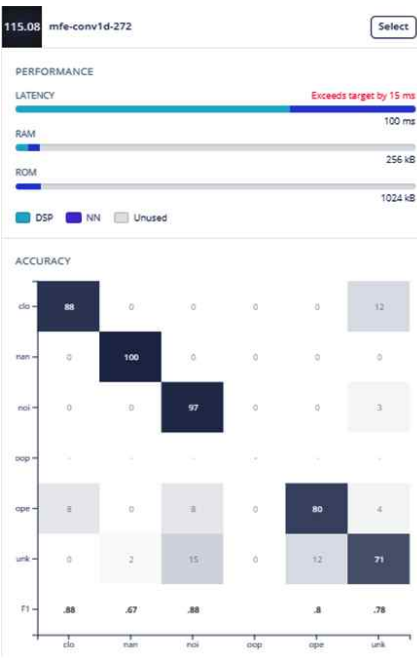 115.08 mfe-conv1d-272 Select
PERFORMANCE
LATENCY Exceeds target by 15 ms
100 ms
RAM
256 kB
ROM
1024 kB
DSP NN Unused
ACCURACY
clo 88 0 0 0 0 12
nan 0 100 0 0 0 0
noi 0 0 97 0 0 3
oop - - - - - -
ope 8 0 8 0 80 4
unk 0 2 15 0 12 71
F1 .88 .67 .88 .8 .78
clo nan noi oop ope unk